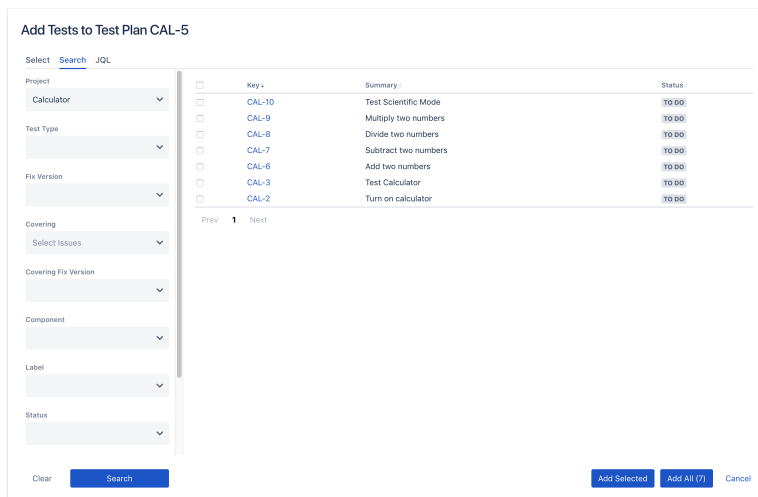 Add Tests to Test Plan CAL-5
Select Search JQL
Project
Calculator
Test Type
Fix Version
Covering
Select Issues
Covering Fix Version
Component
Label
Status
Clear Search
Key Summary Status
CAL-10 Test Scientific Mode TO DO
CAL-9 Multiply two numbers TO DO
CAL-8 Divide two numbers TO DO
CAL-7 Subtract two numbers TO DO
CAL-6 Add two numbers TO DO
CAL-3 Test Calculator TO DO
CAL-2 Turn on calculator TO DO
Prev 1 Next
Add Selected Add All (7) Cancel